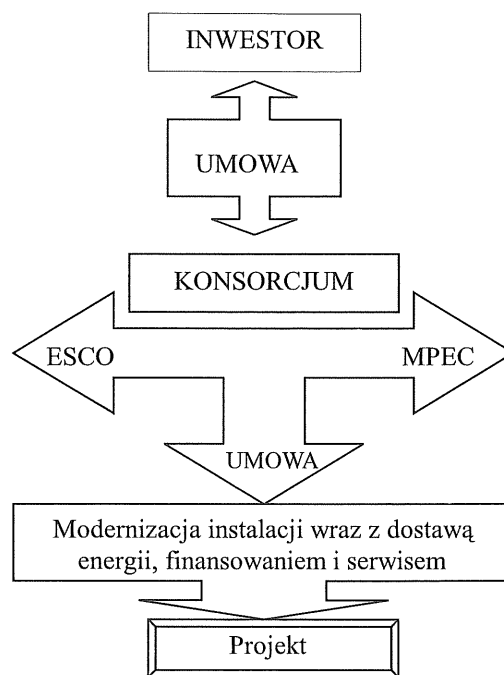 INWESTOR
UMOWA
KONSORCJUM
ESCO
MPEC
UMOWA
Modernizacja instalacji wraz z dostawą
energii, finansowaniem i serwisem
Projekt